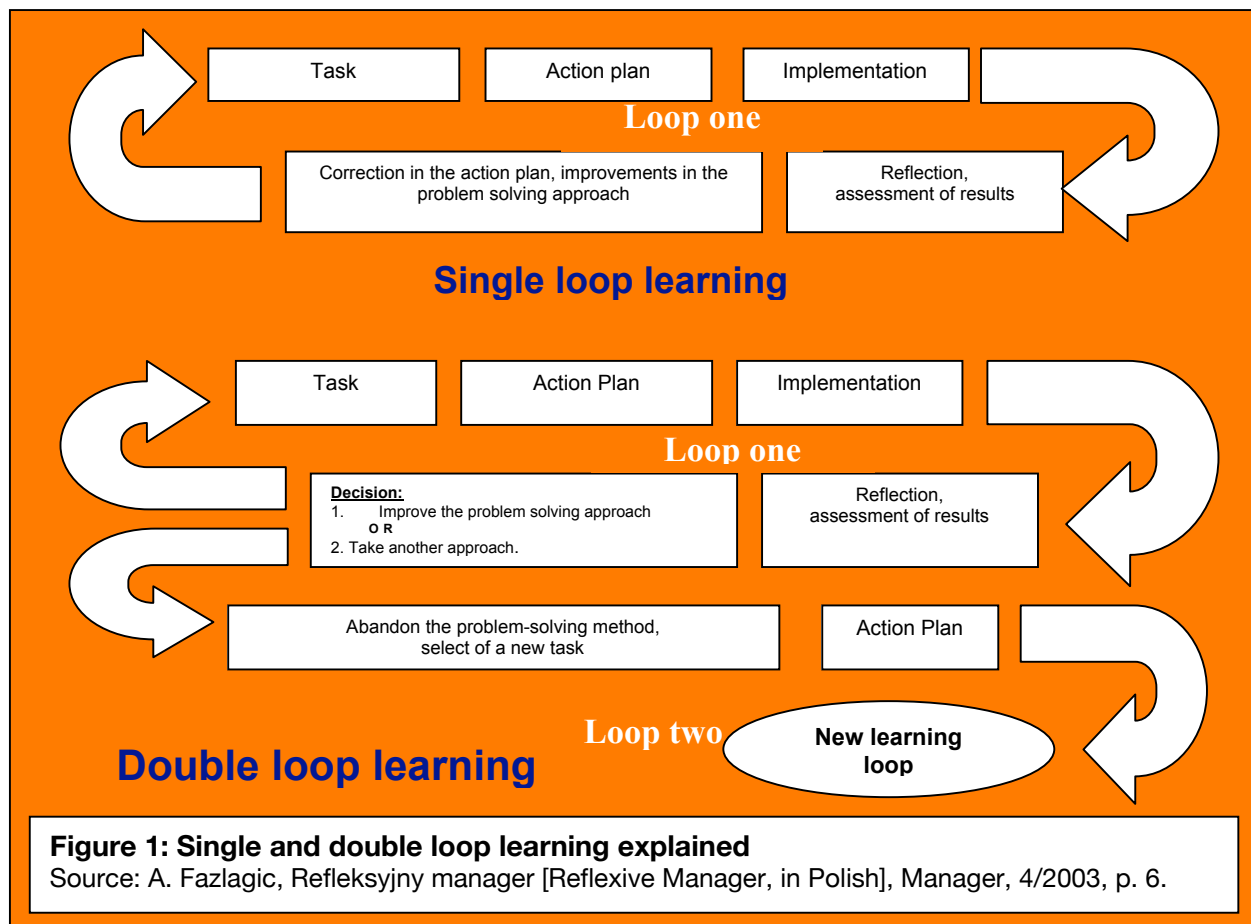 Task
Action plan
Implementation
Loop one
Correction in the action plan, improvements in the
problem solving approach
Reflection,
assessment of results
Single loop learning
Task
Action Plan
Implementation
Loop one
Decision:
1. Improve the problem solving approach
O R
2. Take another approach.
Reflection,
assessment of results
Abandon the problem-solving method,
select of a new task
Action Plan
Loop two
New learning
loop
Double loop learning
Figure 1: Single and double loop learning explained
Source: A. Fazlagic, Refleksyjny manager [Reflexive Manager, in Polish], Manager, 4/2003, p. 6.